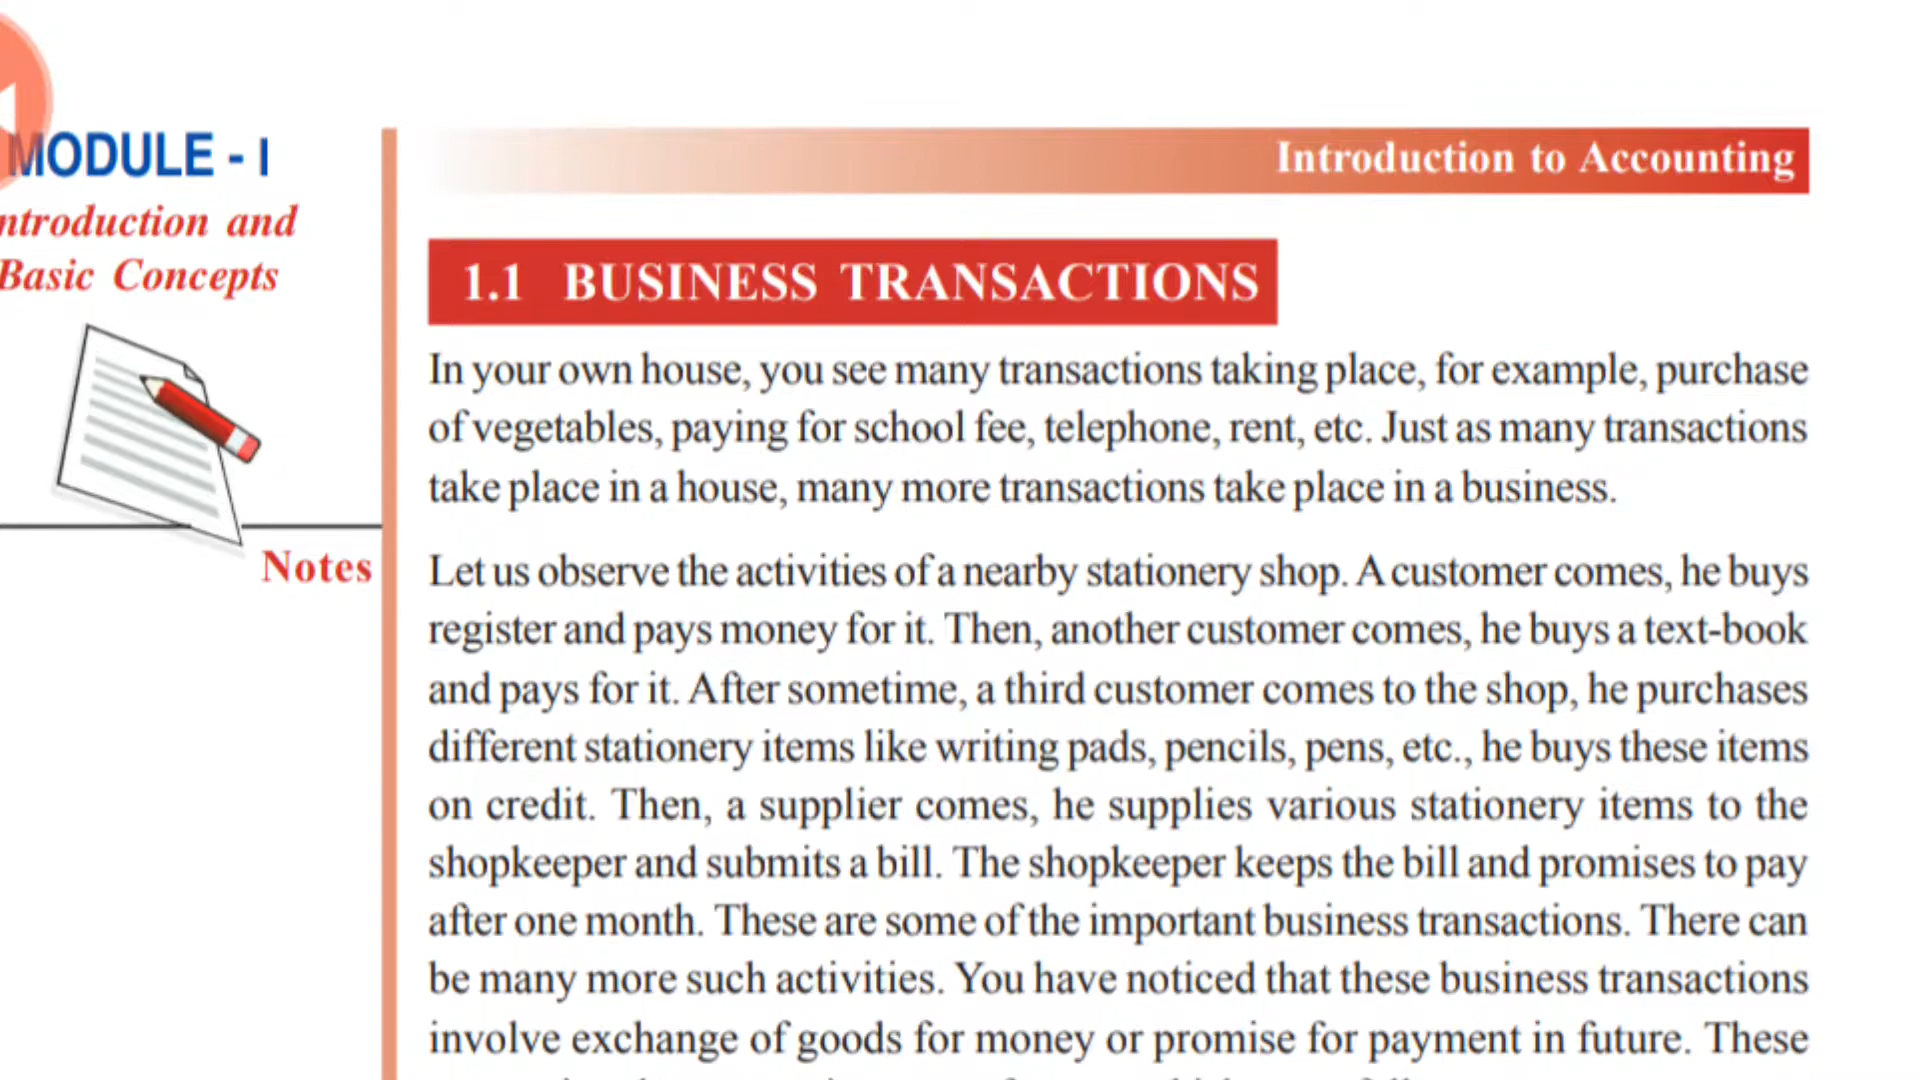 MODULE - I
ntroduction and
Basic Concepts
Notes
Introduction to Accounting
1.1 BUSINESS TRANSACTIONS
In your own house, you see many transactions taking place, for example, purchase
of vegetables, paying for school fee, telephone, rent, etc. Just as many transactions
take place in a house, many more transactions take place in a business.
Let us observe the activities of a nearby stationery shop. A customer comes, he buys
register and pays money for it. Then, another customer comes, he buys a text-book
and pays for it. After sometime, a third customer comes to the shop, he purchases
different stationery items like writing pads, pencils, pens, etc., he buys these items
on credit. Then, a supplier comes, he supplies various stationery items to the
shopkeeper and submits a bill. The shopkeeper keeps the bill and promises to pay
after one month. These are some of the important business transactions. There can
be many more such activities. You have noticed that these business transactions
involve exchange of goods for money or promise for payment in future. These